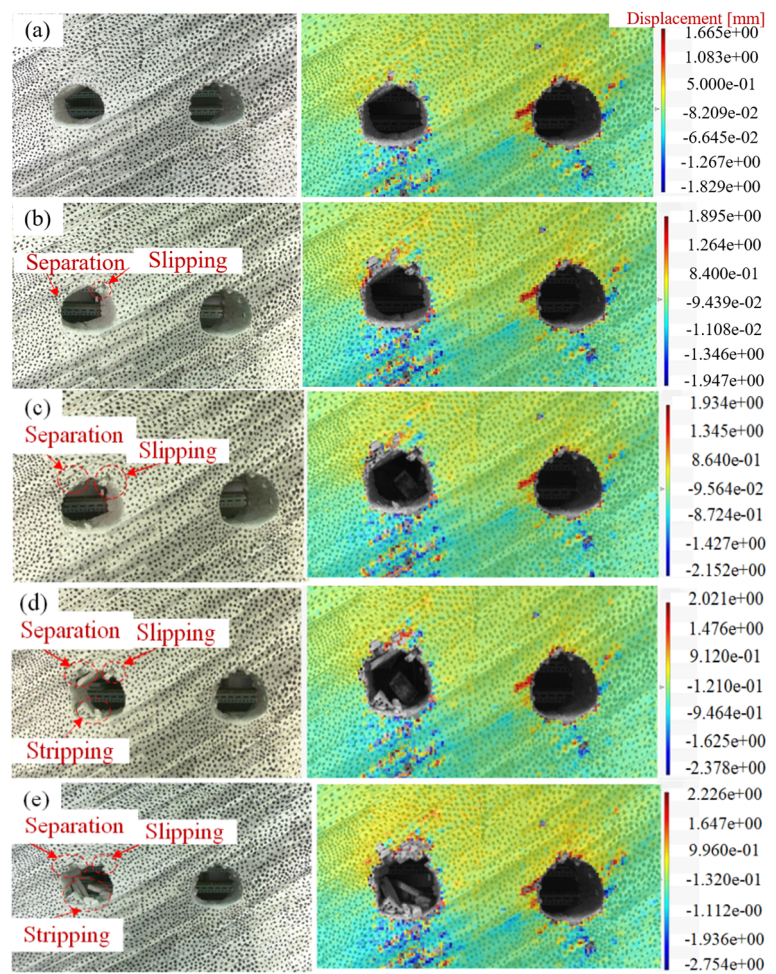 Displacement [mm]
(a)
1.665e+00
1.083e+00
5.000e-01
-8.209e-02
-6.645e-02
-1.267e+00
-1.829e+00
(b)
Separation
Slipping
1.895e+00
1.264e+00
8.400e-01
-9.439e-02
-1.108e-02
-1.346e+00
-1.947e+00
(c)
Separation
Slipping
1.934e+00
1.345e+00
8.640e-01
-9.564e-02
-8.724e-01
-1.427e+00
-2.152e+00
(d)
Separation
Slipping
Stripping
2.021e+00
1.476e+00
9.120e-01
-1.210e-01
-9.464e-01
-1.625e+00
-2.378e+00
(e)
Separation
Slipping
Stripping
2.226e+00
1.647e+00
9.960e-01
-1.320e-01
-1.112e-00
-1.936e+00
-2.754e+00